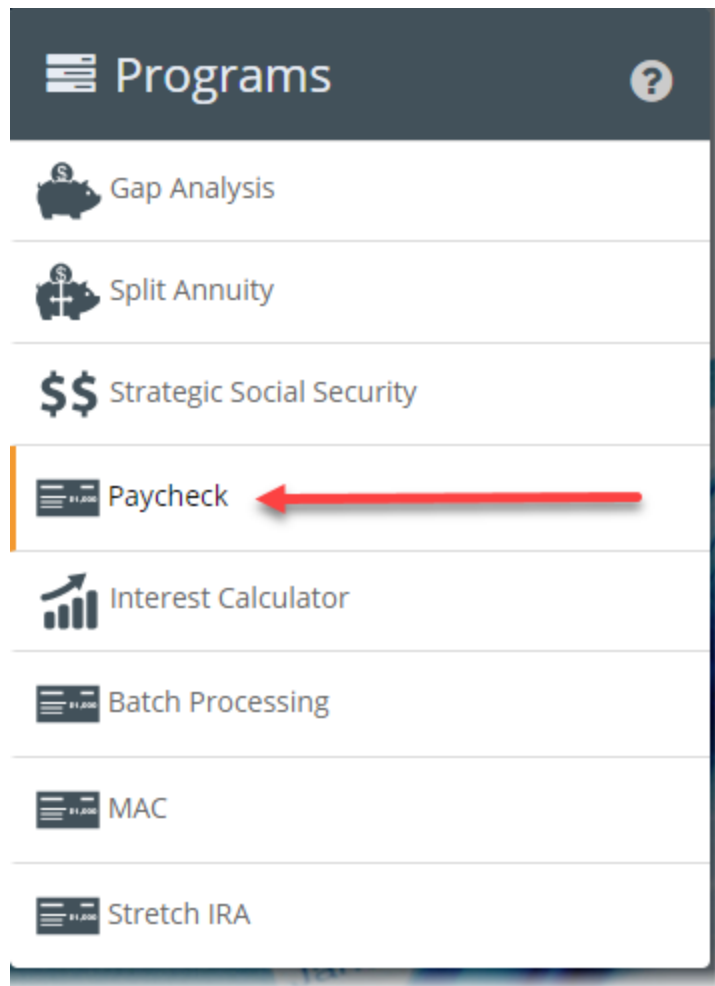 Programs
Gap Analysis
Split Annuity
$$ Strategic Social Security
Paycheck
Interest Calculator
Batch Processing
MAC
Stretch IRA